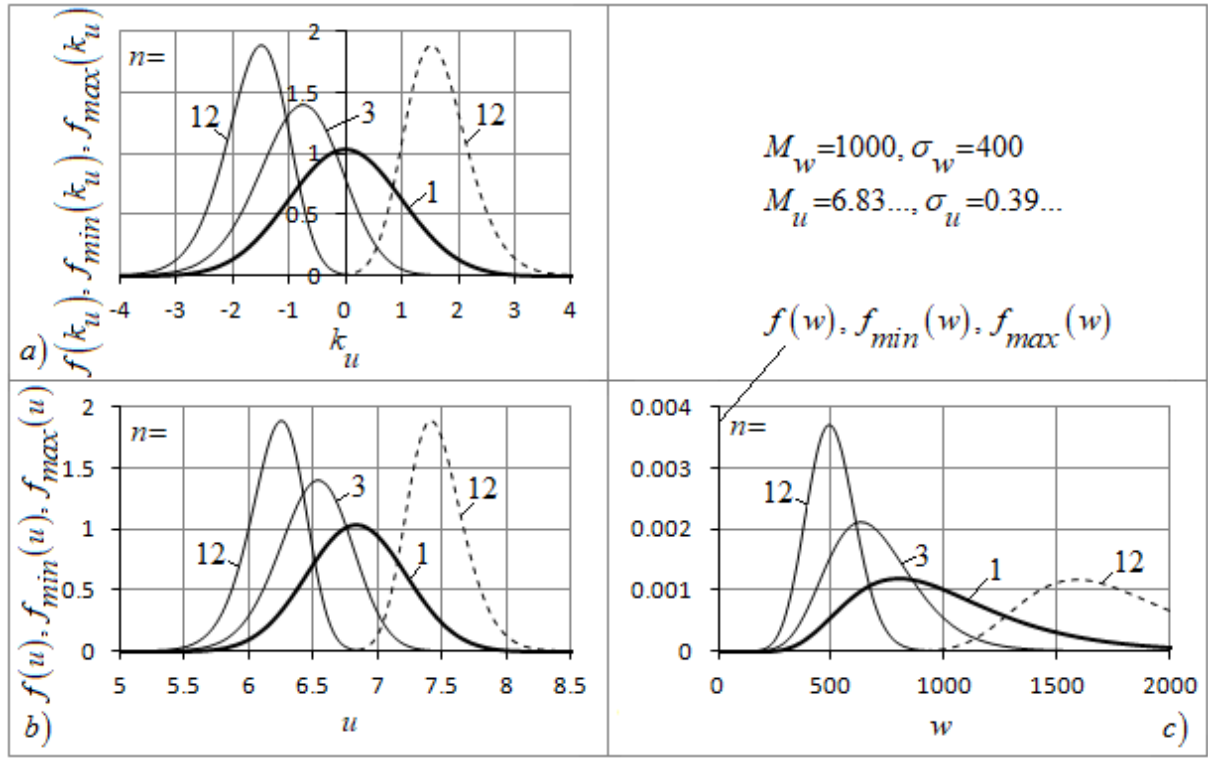 f(k_u), f_min(k_u), f_max(k_u)
n=
2
1.5
1
0.5
0
12
3
12
1
-4 -3 -2 -1 0 1 2 3 4
k_u
a)
M_w=1000, σ_w=400
M_u=6.83..., σ_u=0.39...
f(w), f_min(w), f_max(w)
f(u), f_min(u), f_max(u)
n=
2
1.5
1
0.5
0
12
3
12
1
5 5.5 6 6.5 7 7.5 8 8.5
u
b)
n=
0.004
0.003
0.002
0.001
0
12
3
1
12
0 500 1000 1500 2000
w
c)